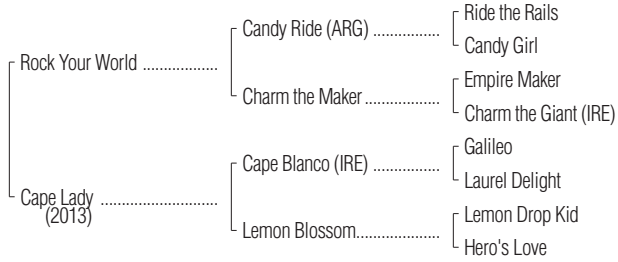 Ride the Rails
Candy Ride (ARG) ................
Candy Girl
Rock Your World ..................
Empire Maker
Charm the Maker ..................
Charm the Giant (IRE)
Galileo
Cape Blanco (IRE) ................
Laurel Delight
Cape Lady ............................
(2013)
Lemon Drop Kid
Lemon Blossom....................
Hero's Love